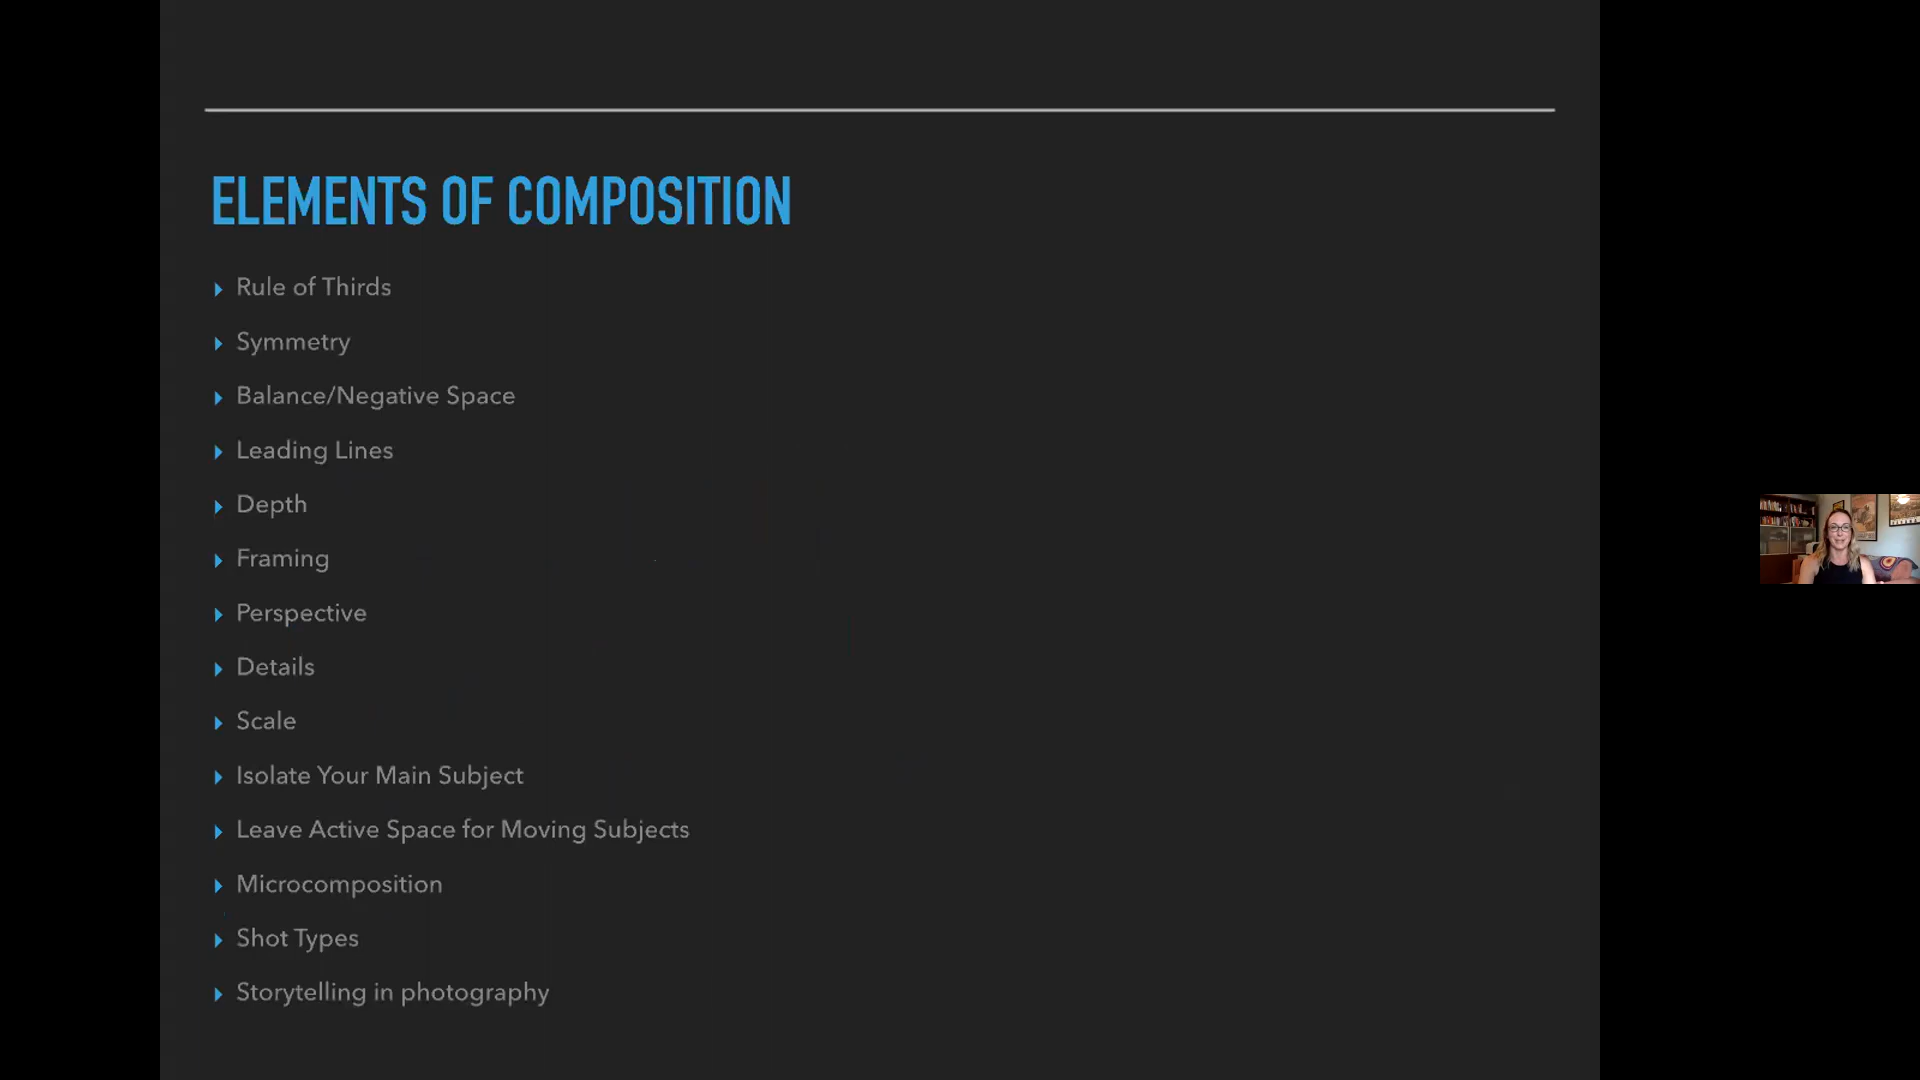 ELEMENTS OF COMPOSITION
Rule of Thirds
Symmetry
Balance/Negative Space
Leading Lines
Depth
Framing
Perspective
Details
Scale
Isolate Your Main Subject
Leave Active Space for Moving Subjects
Microcomposition
Shot Types
Storytelling in photography